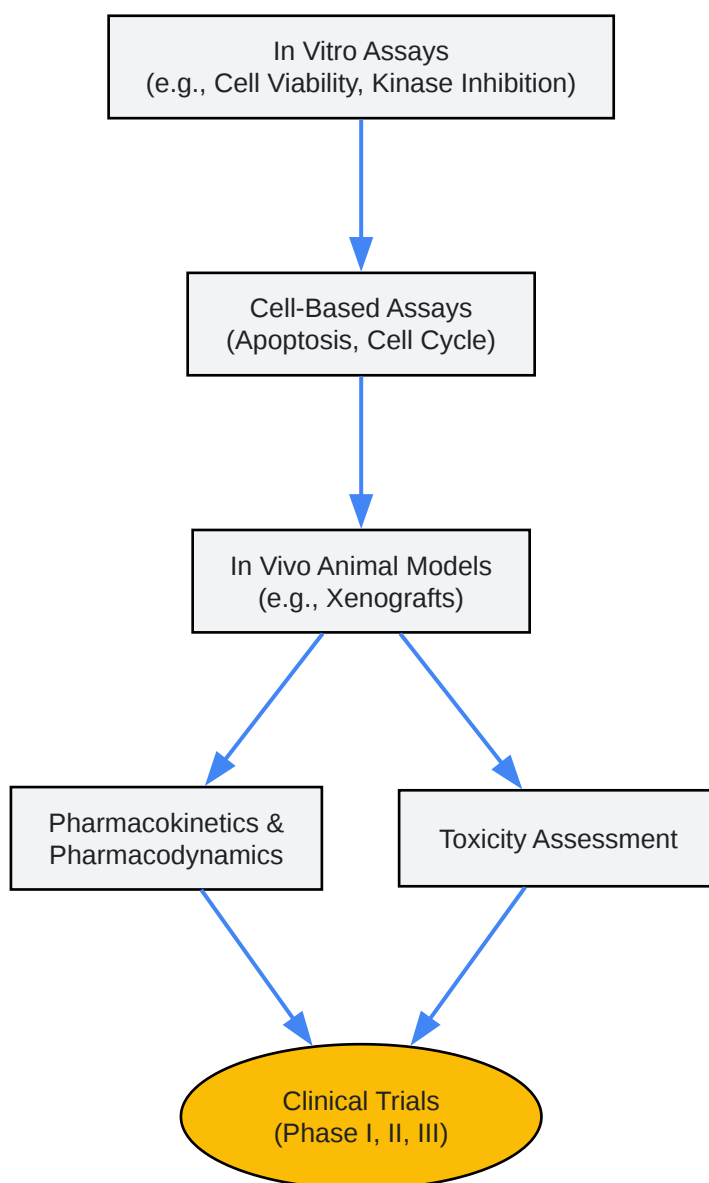 In Vitro Assays
(e.g., Cell Viability, Kinase Inhibition)
Cell-Based Assays
(Apoptosis, Cell Cycle)
In Vivo Animal Models
(e.g., Xenografts)
Pharmacokinetics &
Pharmacodynamics
Toxicity Assessment
Clinical Trials
(Phase I, II, III)